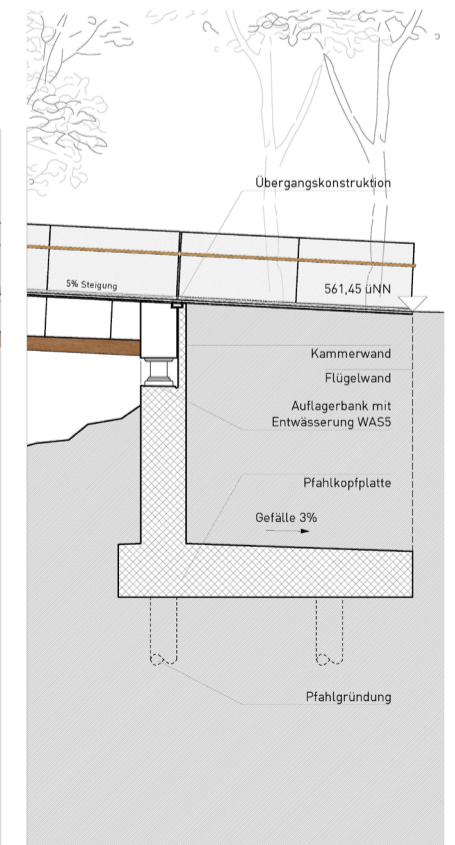 Übergangskonstruktion
5% Steigung
561,45 üNN
Kammerwand
Flügelwand
Auflagerbank mit
Entwässerung WAS5
Pfahlkopfplatte
Gefälle 3%
Pfahlgründung